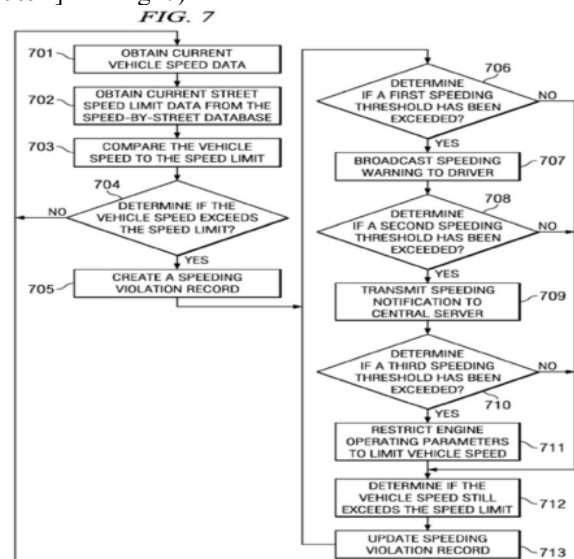 FIG. 7
701
OBTAIN CURRENT
VEHICLE SPEED DATA
702
OBTAIN CURRENT STREET
SPEED LIMIT DATA FROM THE
SPEED-BY-STREET DATABASE
703
COMPARE THE VEHICLE
SPEED TO THE SPEED LIMIT
704
NO
DETERMINE IF THE
VEHICLE SPEED EXCEEDS
THE SPEED LIMIT?
YES
705
CREATE A SPEEDING
VIOLATION RECORD
706
DETERMINE
IF A FIRST SPEEDING
THRESHOLD HAS BEEN
EXCEEDED?
NO
YES
BROADCAST SPEEDING
WARNING TO DRIVER
707
708
DETERMINE
IF A SECOND SPEEDING
THRESHOLD HAS BEEN
EXCEEDED?
NO
YES
TRANSMIT SPEEDING
NOTIFICATION TO
CENTRAL SERVER
709
DETERMINE
IF A THIRD SPEEDING
THRESHOLD HAS BEEN
EXCEEDED?
NO
710
YES
RESTRICT ENGINE
OPERATING PARAMETERS
TO LIMIT VEHICLE SPEED
711
DETERMINE IF THE
VEHICLE SPEED STILL
EXCEEDS THE SPEED LIMIT
712
UPDATE SPEEDING
VIOLATION RECORD
713